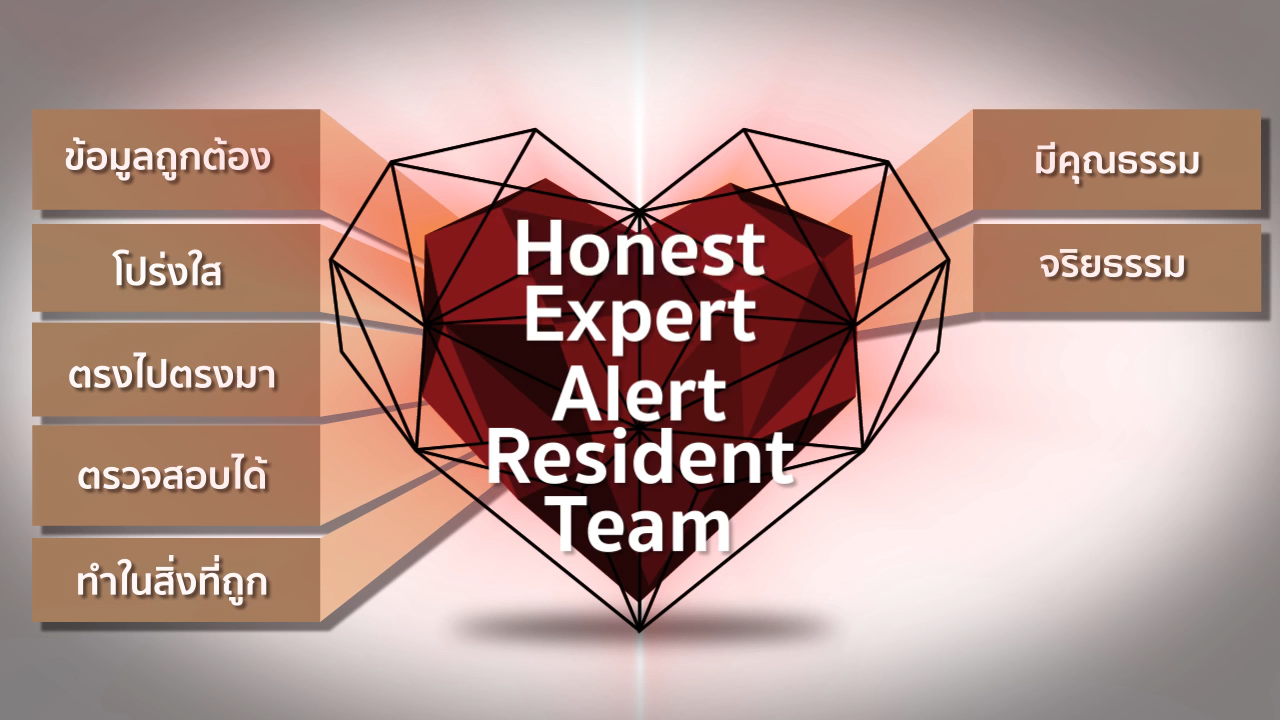 ข้อมูลถูกต้อง
โปร่งใส
ตรงไปตรงมา
ตรวจสอบได้
ทำในสิ่งที่ถูก
Honest
Expert
Alert
Resident
Team
มีคุณธรรม
จริยธรรม